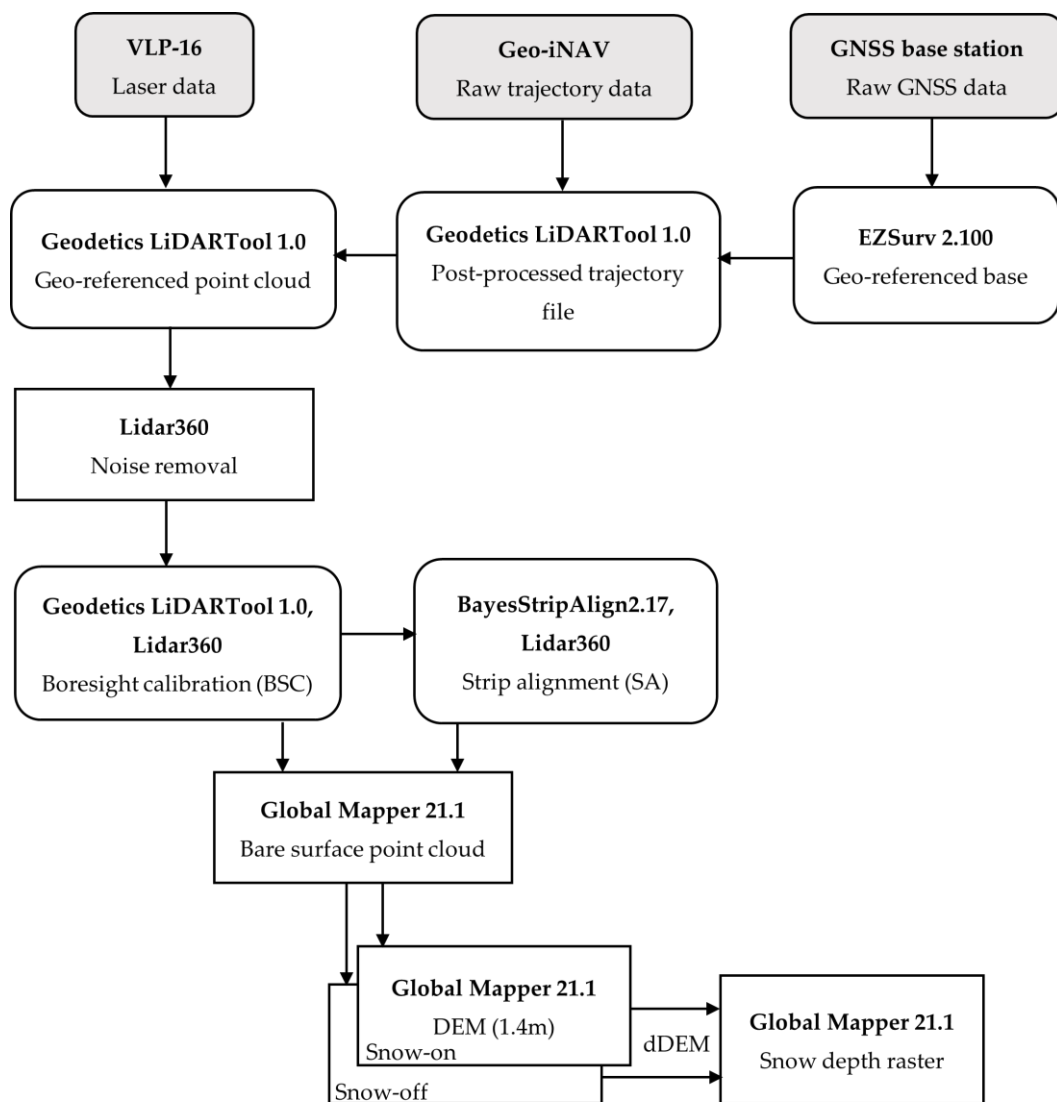 VLP-16
Laser data
Geo-iNAV
Raw trajectory data
GNSS base station
Raw GNSS data
Geodetics LiDARTool 1.0
Geo-referenced point cloud
Geodetics LiDARTool 1.0
Post-processed trajectory
file
EZSurv 2.100
Geo-referenced base
Lidar360
Noise removal
Geodetics LiDARTool 1.0,
Lidar360
Boresight calibration (BSC)
BayesStripAlign2.17,
Lidar360
Strip alignment (SA)
Global Mapper 21.1
Bare surface point cloud
Global Mapper 21.1
DEM (1.4m)
Snow-on
Snow-off
dDEM
Global Mapper 21.1
Snow depth raster